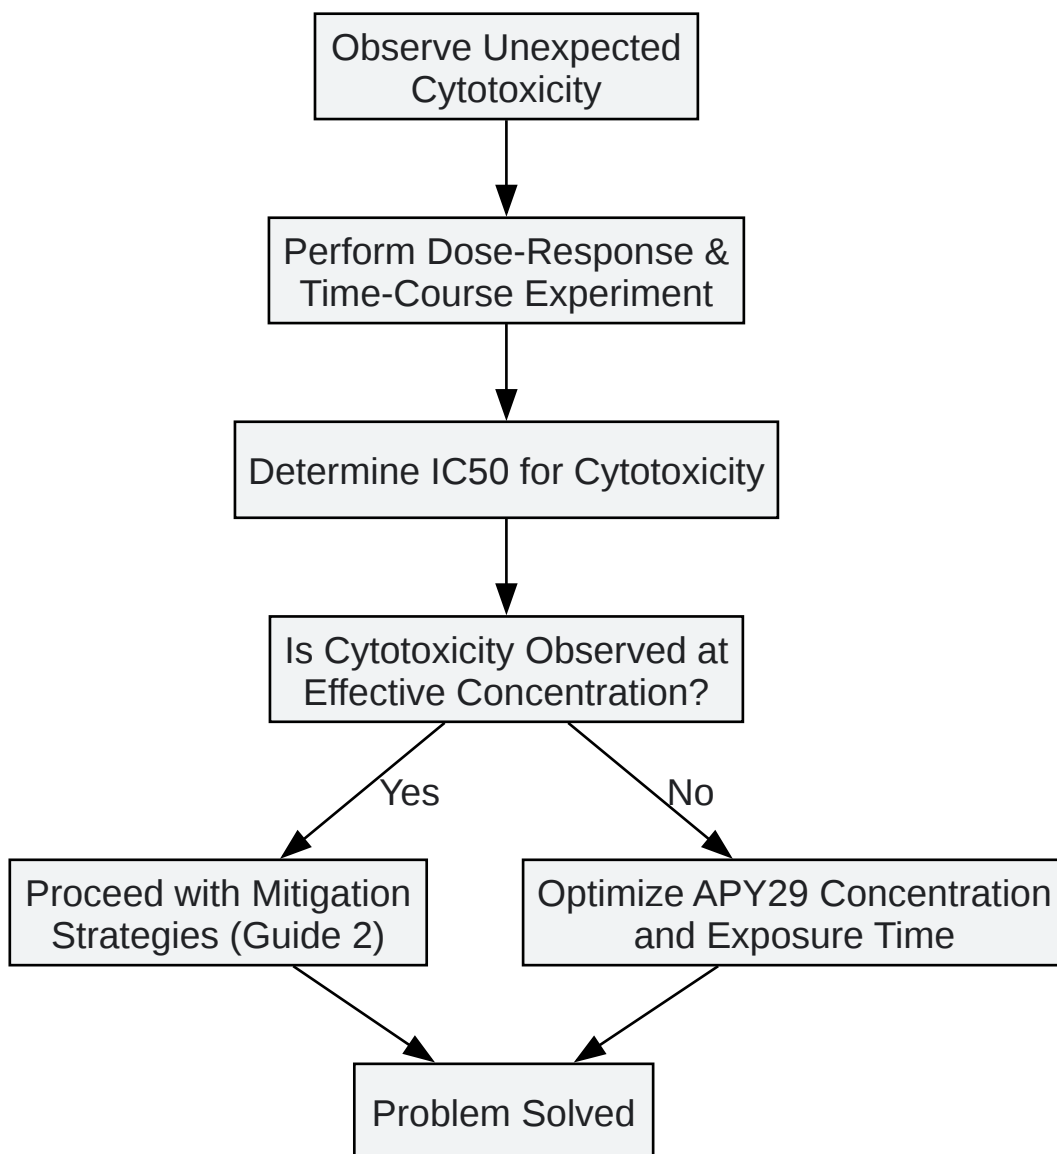 Observe Unexpected
Cytotoxicity
Perform Dose-Response &
Time-Course Experiment
Determine IC50 for Cytotoxicity
Is Cytotoxicity Observed at
Effective Concentration?
Yes
No
Proceed with Mitigation
Strategies (Guide 2)
Optimize APY29 Concentration
and Exposure Time
Problem Solved